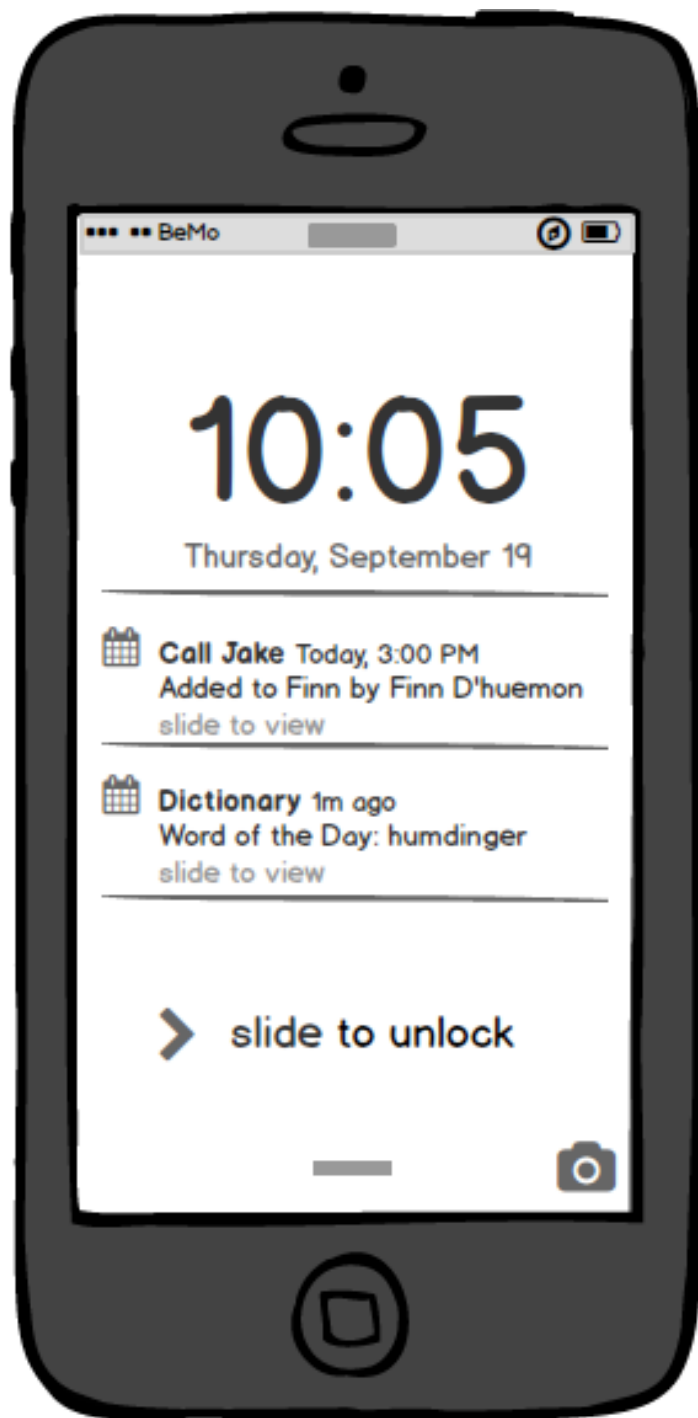 BeMo
10:05
Thursday, September 19
Call Jake Today, 3:00 PM
Added to Finn by Finn D'huemon
slide to view
Dictionary 1m ago
Word of the Day: humdinger
slide to view
slide to unlock